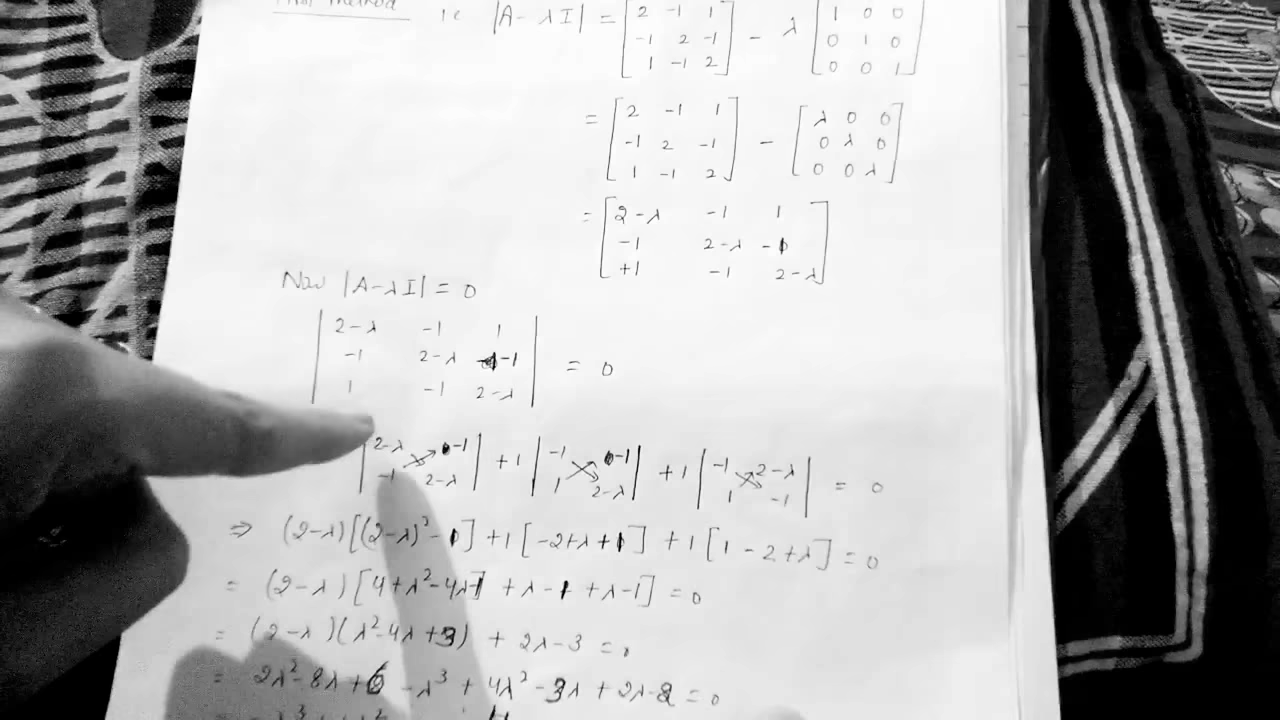 Method ie |A - λI| = [2 -1 1; -1 2 -1; 1 -1 2] - λ [1 0 0; 0 1 0; 0 0 1]
= [2 -1 1; -1 2 -1; 1 -1 2] - [λ 0 0; 0 λ 0; 0 0 λ]
= [2-λ -1 1; -1 2-λ -1; +1 -1 2-λ]
Now |A-λI| = 0
|2-λ -1 1; -1 2-λ -1; 1 -1 2-λ| = 0
|2-λ -1; -1 2-λ| +1 |-1 -1; 1 2-λ| +1 |-1 2-λ; 1 -1| = 0
⇒ (2-λ)[(2-λ)² - 1] +1 [-2+λ+1] +1 [1 - 2+λ] = 0
= (2-λ) [4+λ²-4λ-1] + λ-1 + λ-1] = 0
= (2-λ)(λ²-4λ+3) + 2λ-3 = 0
= 2λ²-8λ+6 -λ³ + 4λ² -3λ + 2λ-2 = 0